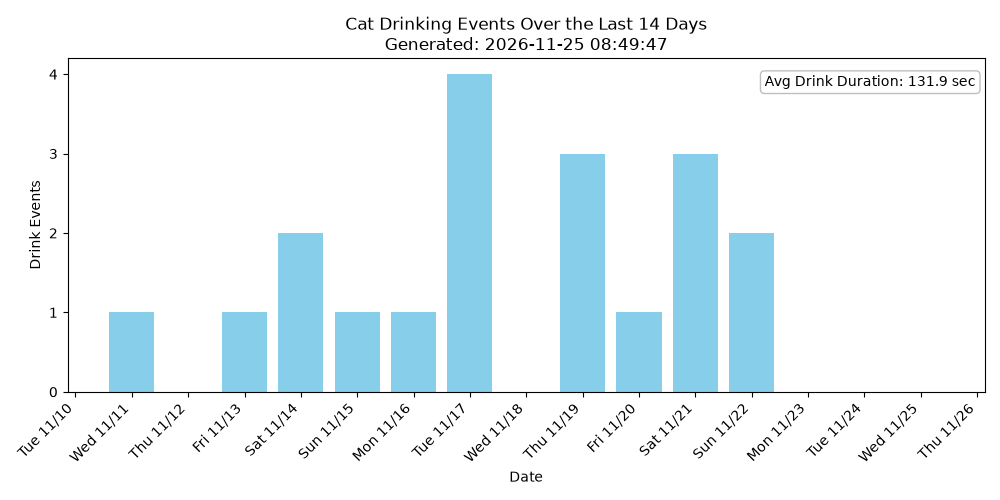 Cat Drinking Events Over the Last 14 Days
Generated: 2026-11-25 08:49:47
Avg Drink Duration: 131.9 sec
Drink Events
4
3
2
1
0
Tue 11/10
Wed 11/11
Thu 11/12
Fri 11/13
Sat 11/14
Sun 11/15
Mon 11/16
Tue 11/17
Wed 11/18
Thu 11/19
Fri 11/20
Sat 11/21
Sun 11/22
Mon 11/23
Tue 11/24
Wed 11/25
Thu 11/26
Date